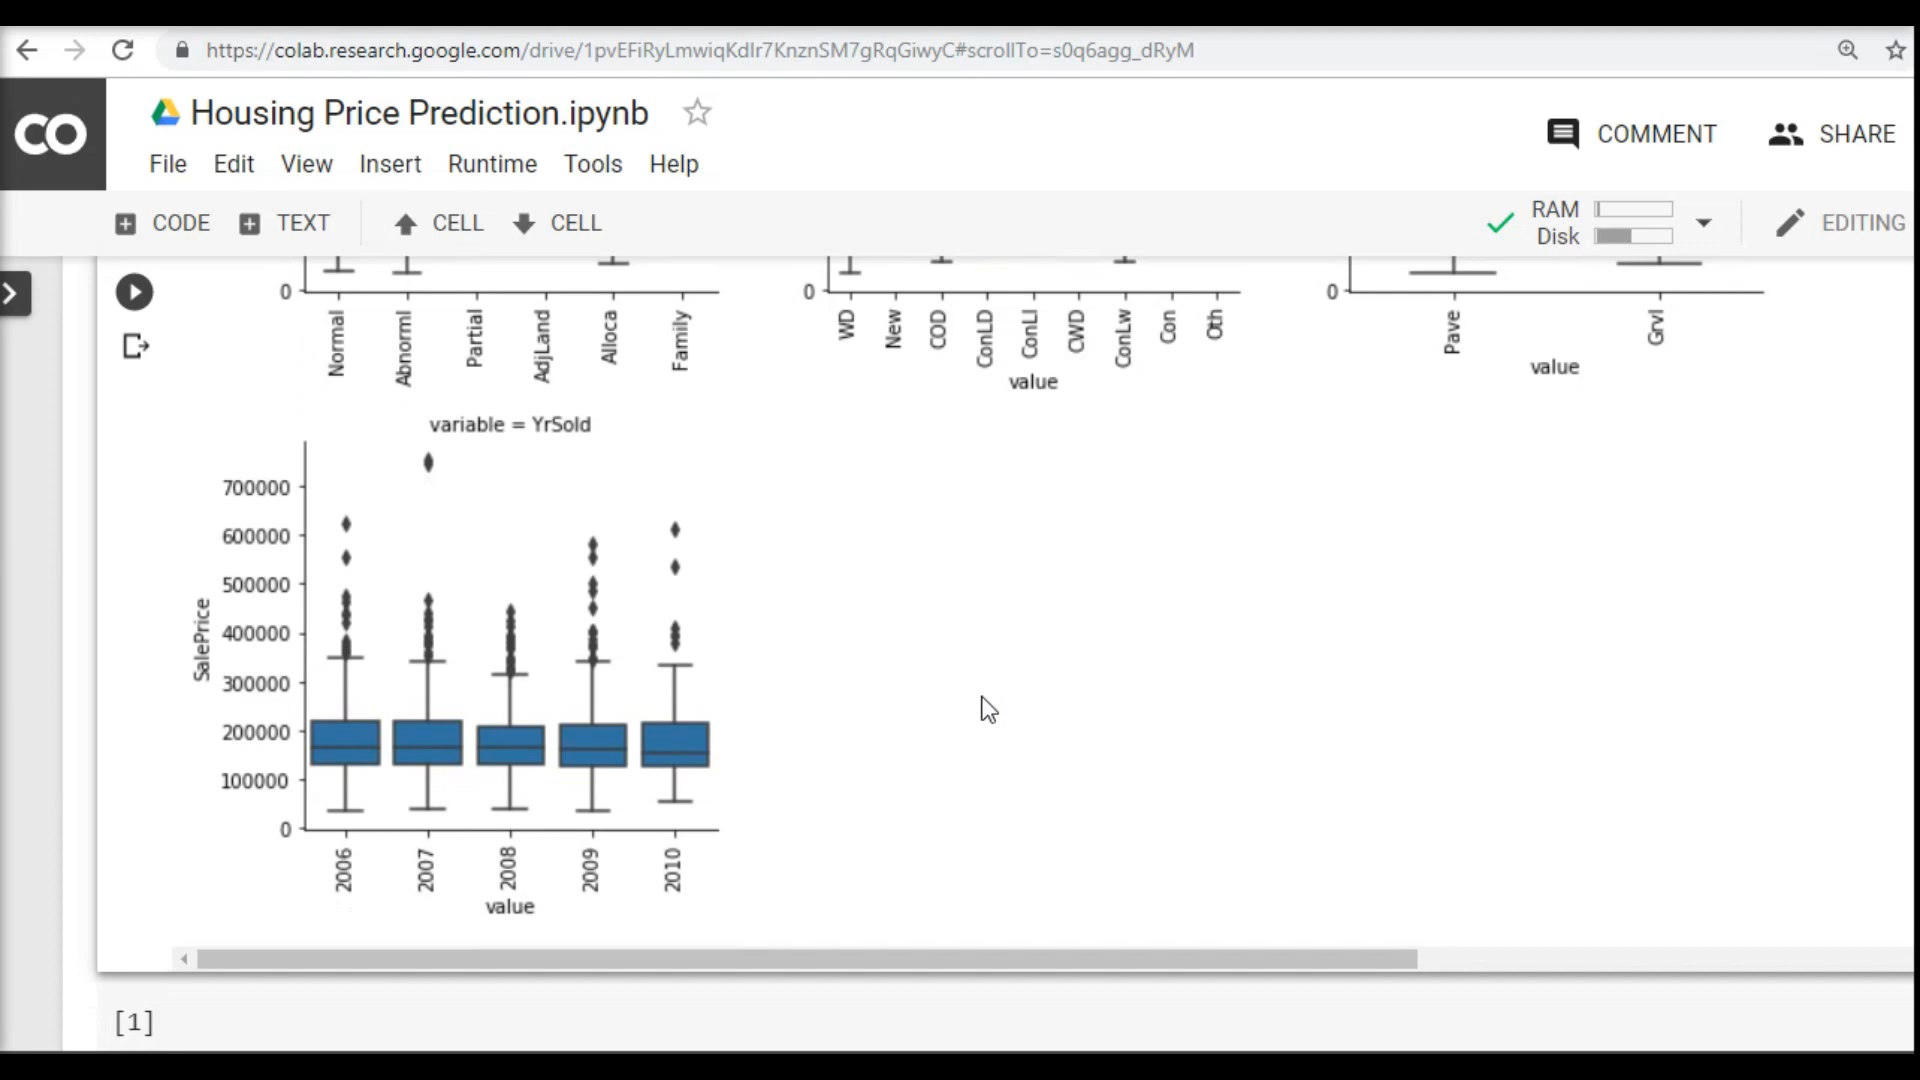 https://colab.research.google.com/drive/1pvEFiRyLmwiqKdIr7KnznSM7gRqGiwyC#scrollTo=s0q6agg_dRyM
CO
Housing Price Prediction.ipynb
COMMENT SHARE
File Edit View Insert Runtime Tools Help
CODE TEXT CELL CELL
RAM
Disk
EDITING
0 0 0
Normal Abnorml Partial AdjLand Alloca Family
WD New COD ConLD ConLI CWD ConLw Con Oth
Pave Grvl
value
value
variable = YrSold
700000
600000
500000
400000
300000
200000
100000
0
SalePrice
2006 2007 2008 2009 2010
value
[1]